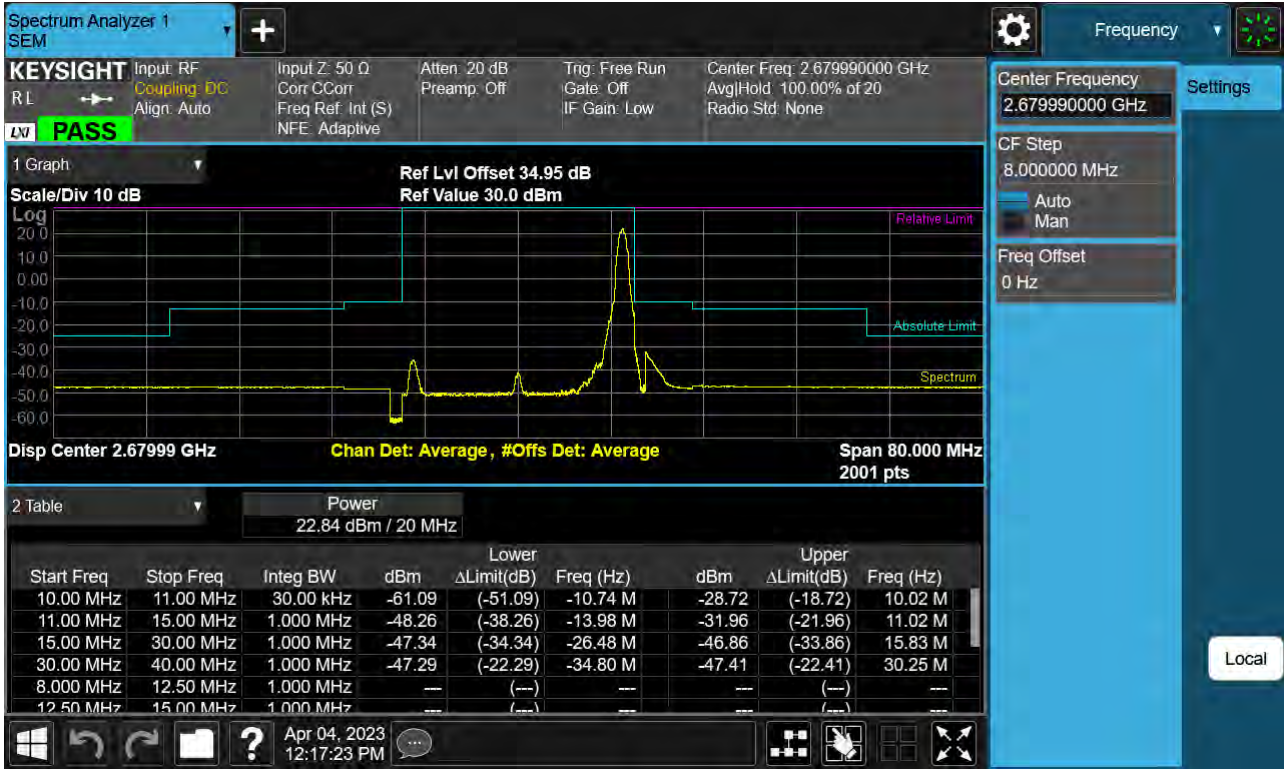 Spectrum Analyzer 1
SEM
Frequency
KEYSIGHT
R L
LXI
PASS
Input: RF
Coupling: DC
Align: Auto
Input Z: 50 Ω
Corr CCorr
Freq Ref: Int (S)
NFE: Adaptive
Atten: 20 dB
Preamp: Off
Trig: Free Run
Gate: Off
IF Gain: Low
Center Freq: 2.679990000 GHz
Avg|Hold: 100.00% of 20
Radio Std: None
Center Frequency
2.679990000 GHz
Settings
CF Step
8.000000 MHz
Auto
Man
Freq Offset
0 Hz
1 Graph
Scale/Div 10 dB
Ref Lvl Offset 34.95 dB
Ref Value 30.0 dBm
Log
20.0
10.0
0.00
-10.0
-20.0
-30.0
-40.0
-50.0
-60.0
Relative Limit
Absolute Limit
Spectrum
Disp Center 2.67999 GHz
Chan Det: Average, #Offs Det: Average
Span 80.000 MHz
2001 pts
2 Table
Power
22.84 dBm / 20 MHz
Lower Upper
Start Freq Stop Freq Integ BW dBm ΔLimit(dB) Freq (Hz) dBm ΔLimit(dB) Freq (Hz)
10.00 MHz 11.00 MHz 30.00 kHz -61.09 (-51.09) -10.74 M -28.72 (-18.72) 10.02 M
11.00 MHz 15.00 MHz 1.000 MHz -48.26 (-38.26) -13.98 M -31.96 (-21.96) 11.02 M
15.00 MHz 30.00 MHz 1.000 MHz -47.34 (-34.34) -26.48 M -46.86 (-33.86) 15.83 M
30.00 MHz 40.00 MHz 1.000 MHz -47.29 (-22.29) -34.80 M -47.41 (-22.41) 30.25 M
8.000 MHz 12.50 MHz 1.000 MHz --- (---) --- --- (---) ---
12.50 MHz 15.00 MHz 1.000 MHz --- (---) --- --- (---) ---
Local
?
Apr 04, 2023
12:17:23 PM